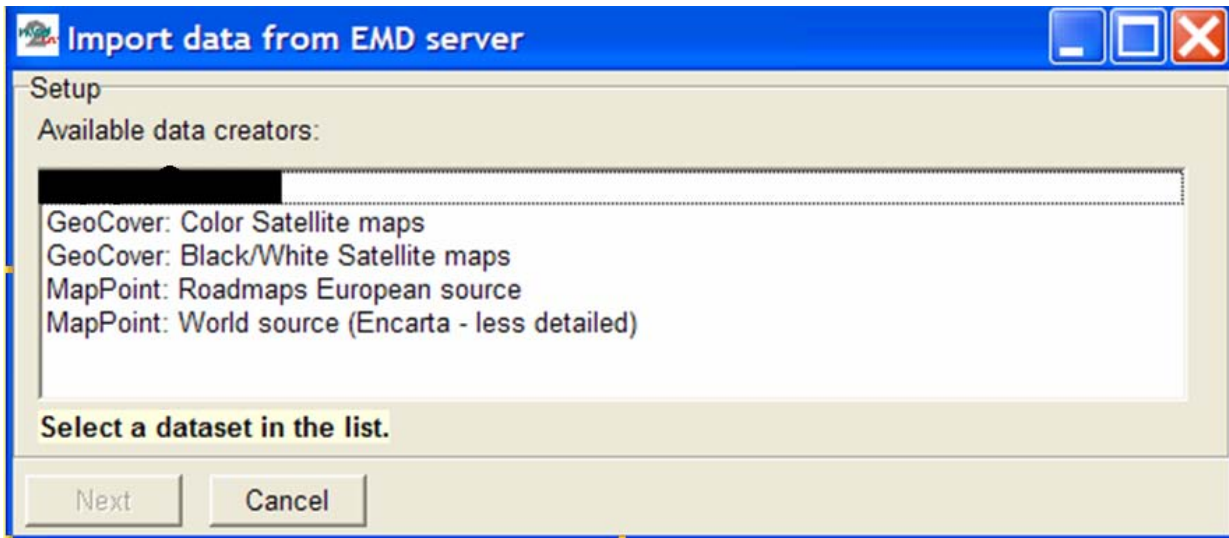 Import data from EMD server
Setup
Available data creators:
GeoCover: Color Satellite maps
GeoCover: Black/White Satellite maps
MapPoint: Roadmaps European source
MapPoint: World source (Encarta - less detailed)
Select a dataset in the list.
Next
Cancel